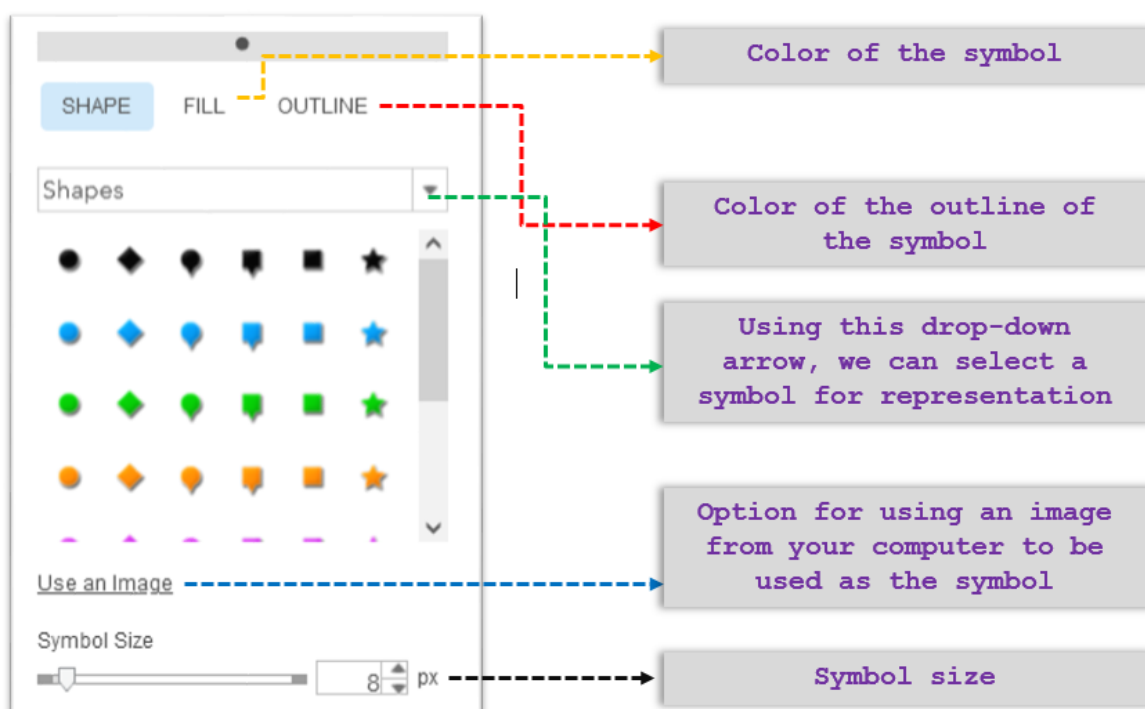 Color of the symbol
SHAPE FILL OUTLINE
Shapes
Color of the outline of
the symbol
Using this drop-down
arrow, we can select a
symbol for representation
Option for using an image
from your computer to be
used as the symbol
Use an Image
Symbol Size
8 px
Symbol size